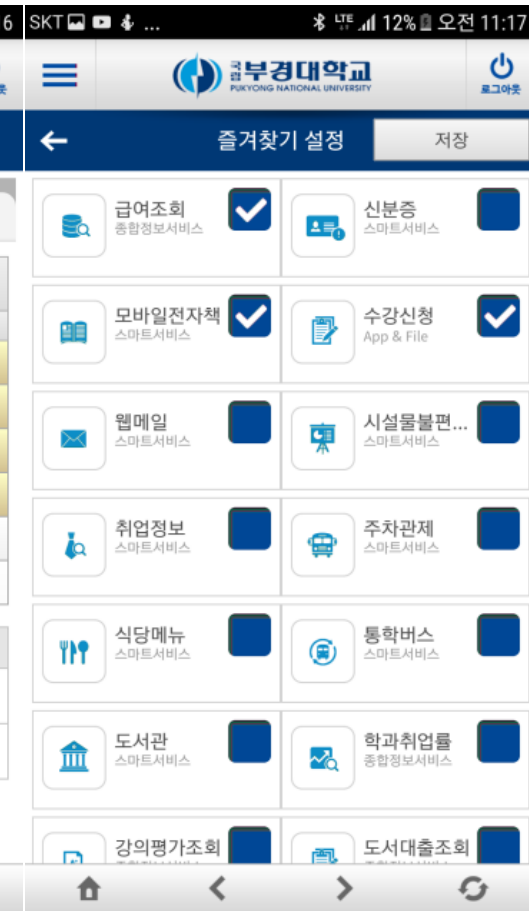 6
SKT ... LTE 12% 오전 11:17
국립부경대학교
PUKYONG NATIONAL UNIVERSITY
로그아웃
즐겨찾기 설정
저장
급여조회
종합정보서비스
신분증
스마트서비스
모바일전자책
스마트서비스
수강신청
App & File
웹메일
스마트서비스
시설물불편...
스마트서비스
취업정보
스마트서비스
주차관제
스마트서비스
식당메뉴
스마트서비스
통학버스
스마트서비스
도서관
스마트서비스
학과취업률
종합정보서비스
강의평가조회
도서대출조회